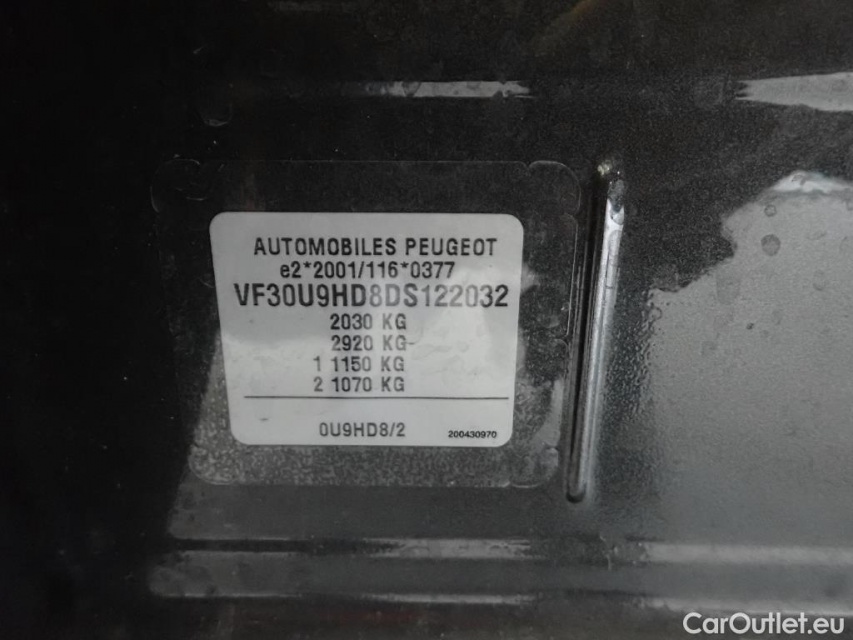 AUTOMOBILES PEUGEOT
e2*2001/116*0377
VF30U9HD8DS122032
2030 KG
2920 KG
1 1150 KG
2 1070 KG
0U9HD8/2
200430970
CarOutlet.eu